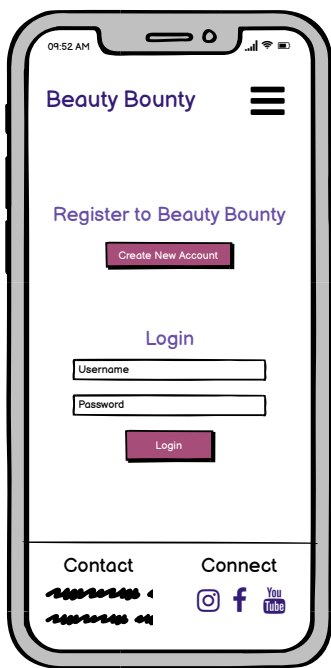 09:52 AM
Beauty Bounty
Register to Beauty Bounty
Create New Account
Login
Username
Password
Login
Contact Connect
You
Tube